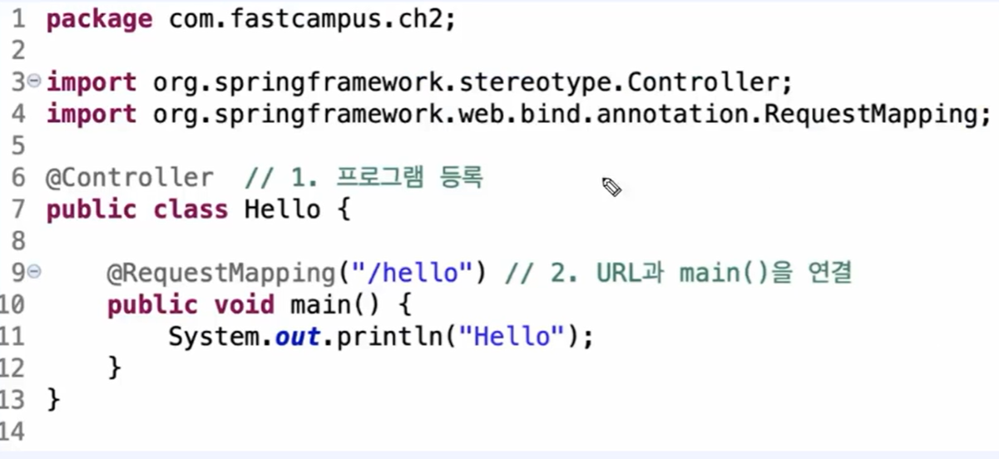 1 package com.fastcampus.ch2;
2
3 import org.springframework.stereotype.Controller;
4 import org.springframework.web.bind.annotation.RequestMapping;
5
6 @Controller  // 1. 프로그램 등록
7 public class Hello {
8
9     @RequestMapping("/hello") // 2. URL과 main()을 연결
10     public void main() {
11         System.out.println("Hello");
12     }
13 }
14